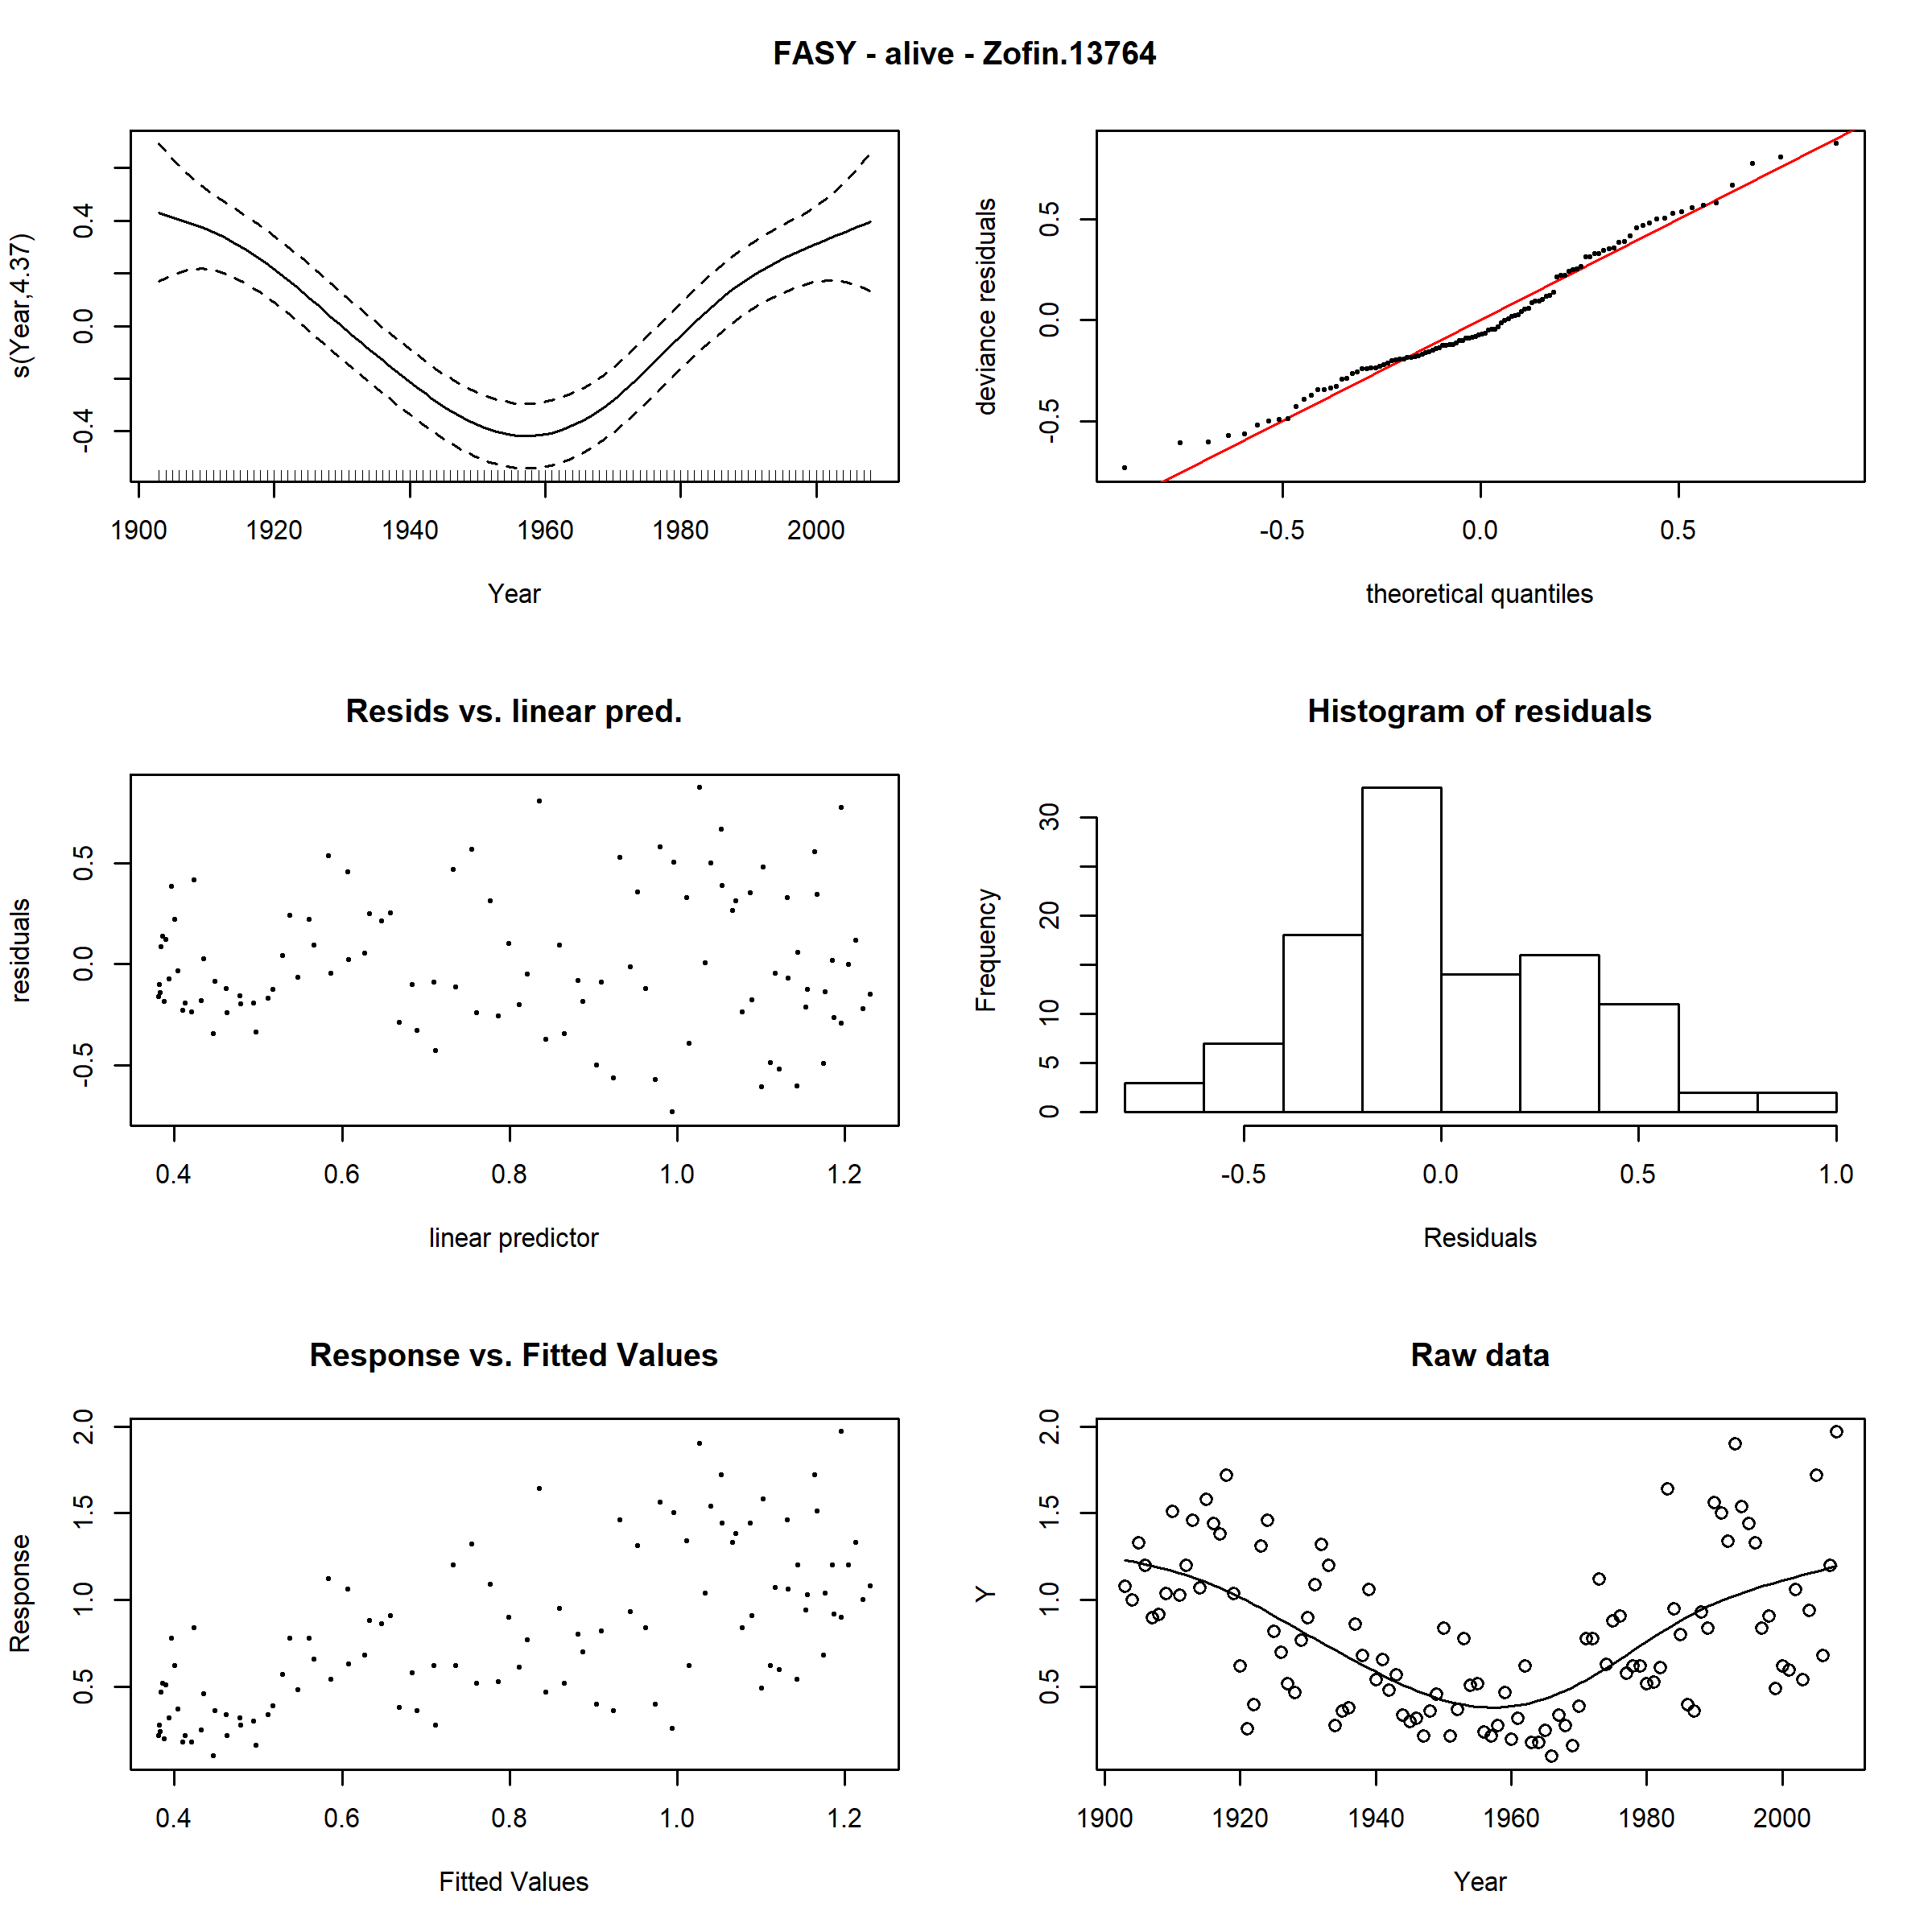 FASY - alive - Zofin.13764
s(Year,4.37)
-0.4 0.0 0.4
1900 1920 1940 1960 1980 2000
Year
deviance residuals
-0.5 0.0 0.5
-0.5 0.0 0.5
theoretical quantiles
Resids vs. linear pred.
residuals
-0.5 0.0 0.5
0.4 0.6 0.8 1.0 1.2
linear predictor
Histogram of residuals
Frequency
0 5 10 20 30
-0.5 0.0 0.5 1.0
Residuals
Response vs. Fitted Values
Response
0.5 1.0 1.5 2.0
0.4 0.6 0.8 1.0 1.2
Fitted Values
Raw data
Y
0.5 1.0 1.5 2.0
1900 1920 1940 1960 1980 2000
Year